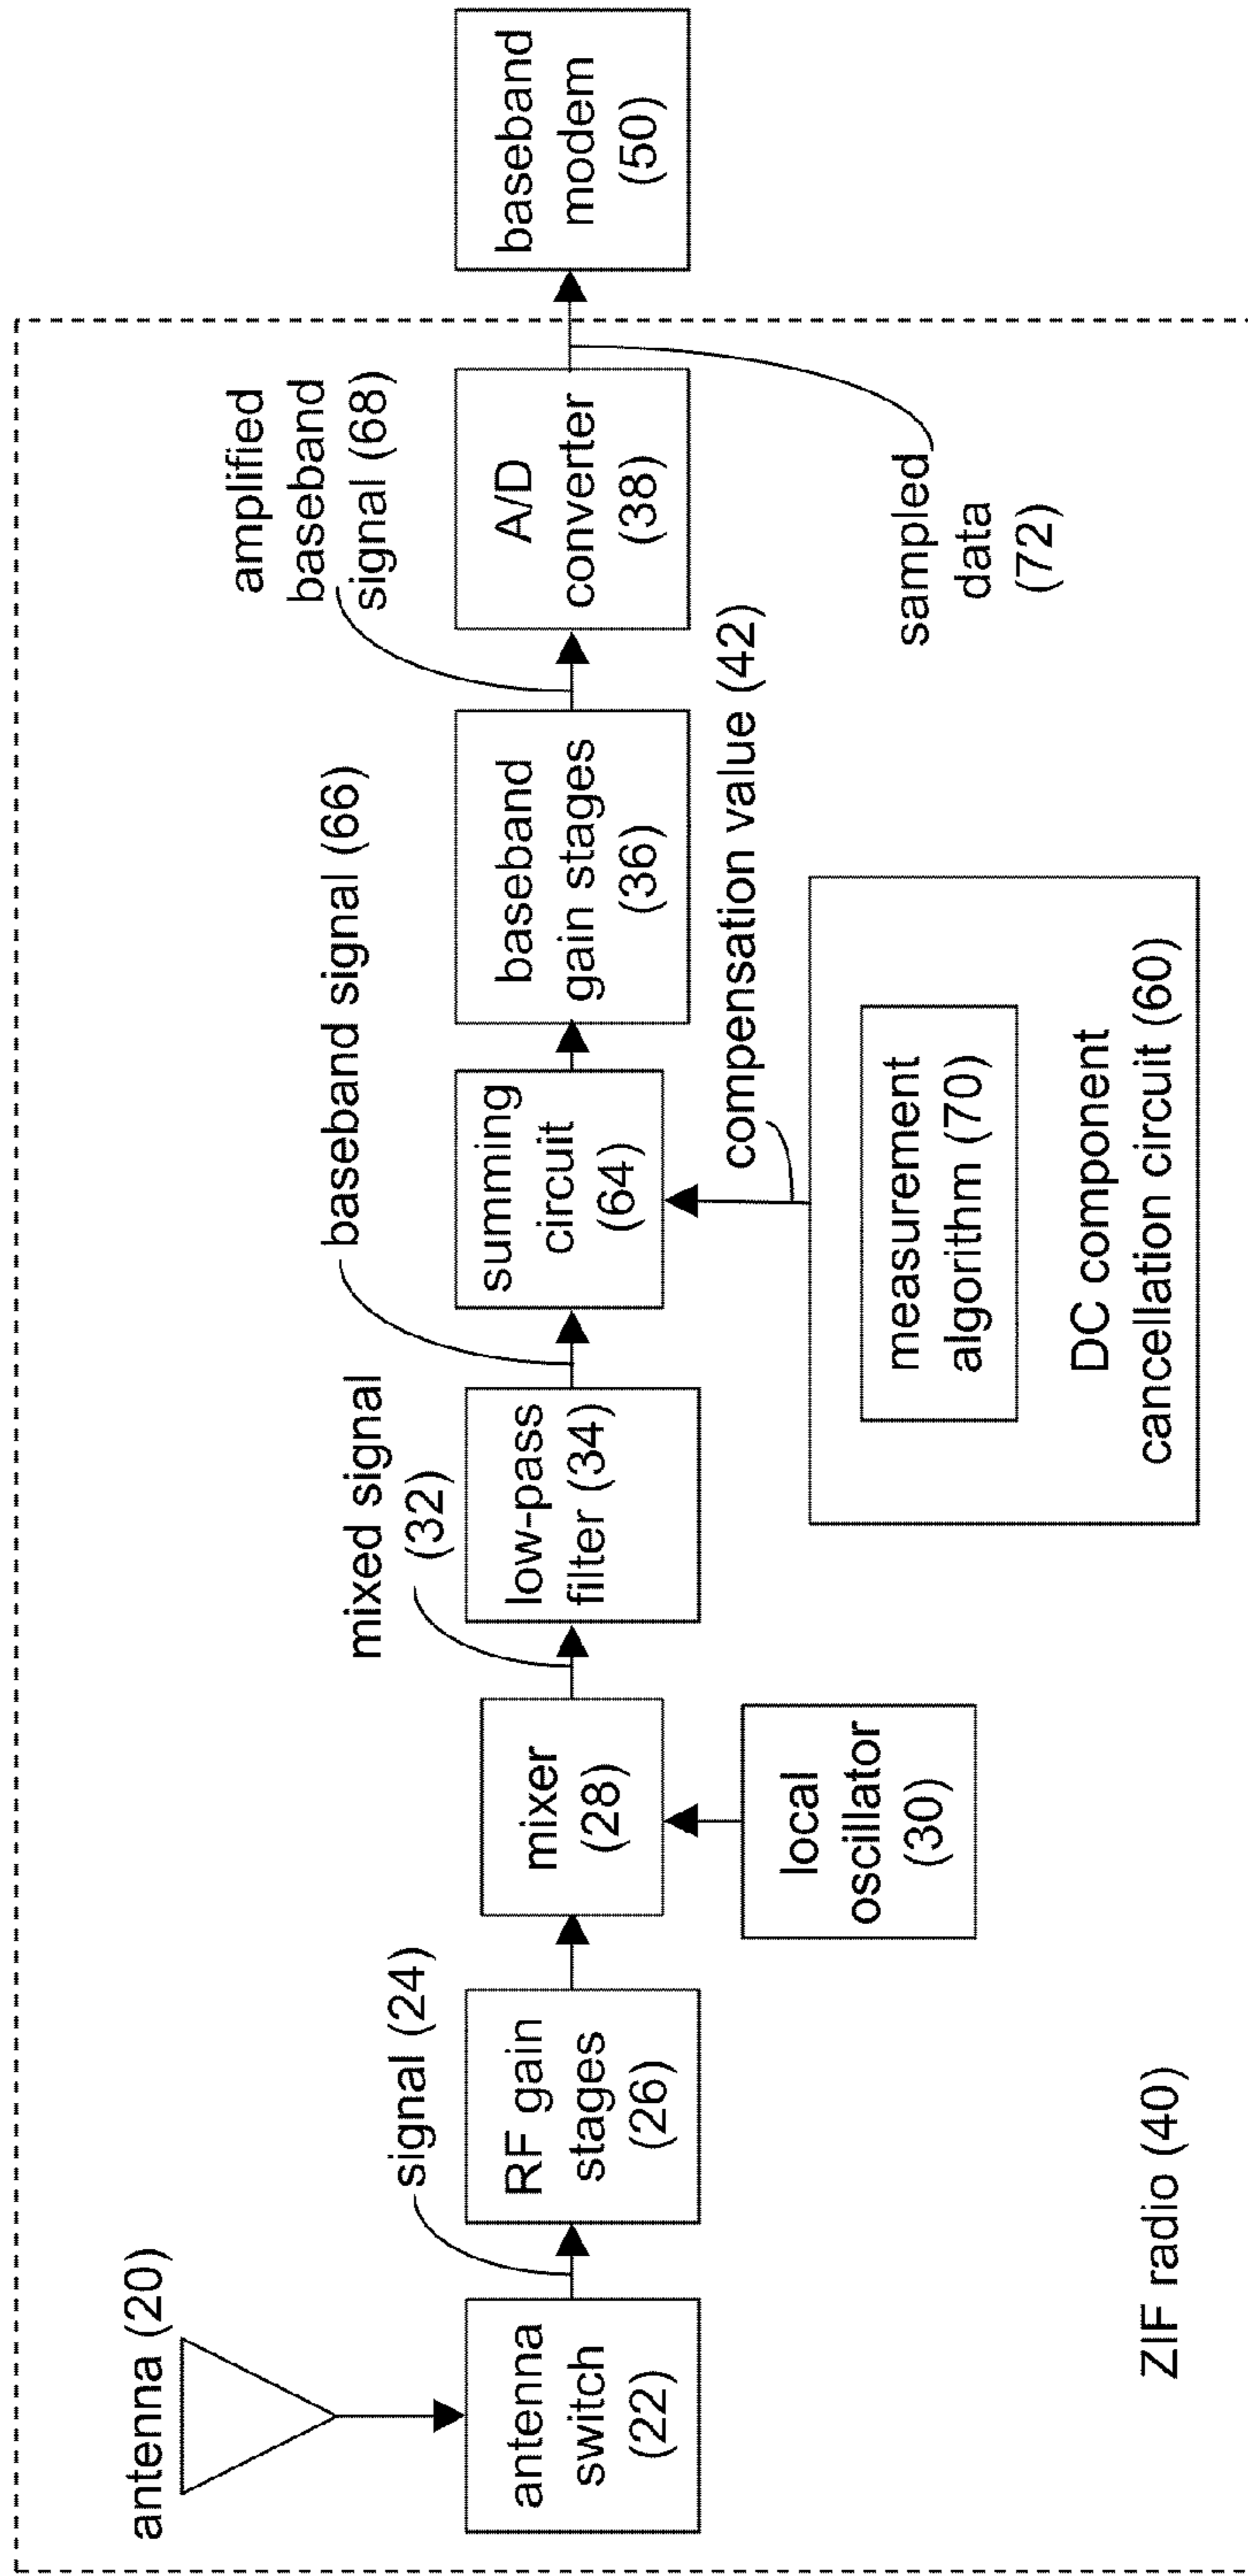 antenna (20)
antenna
switch
(22)
signal (24)
RF gain
stages
(26)
mixer
(28)
local
oscillator
(30)
mixed signal
(32)
low-pass
filter (34)
baseband signal (66)
summing
circuit
(64)
compensation value (42)
measurement
algorithm (70)
DC component
cancellation circuit (60)
baseband
gain stages
(36)
amplified
baseband
signal (68)
A/D
converter
(38)
sampled
data
(72)
baseband
modem
(50)
ZIF radio (40)